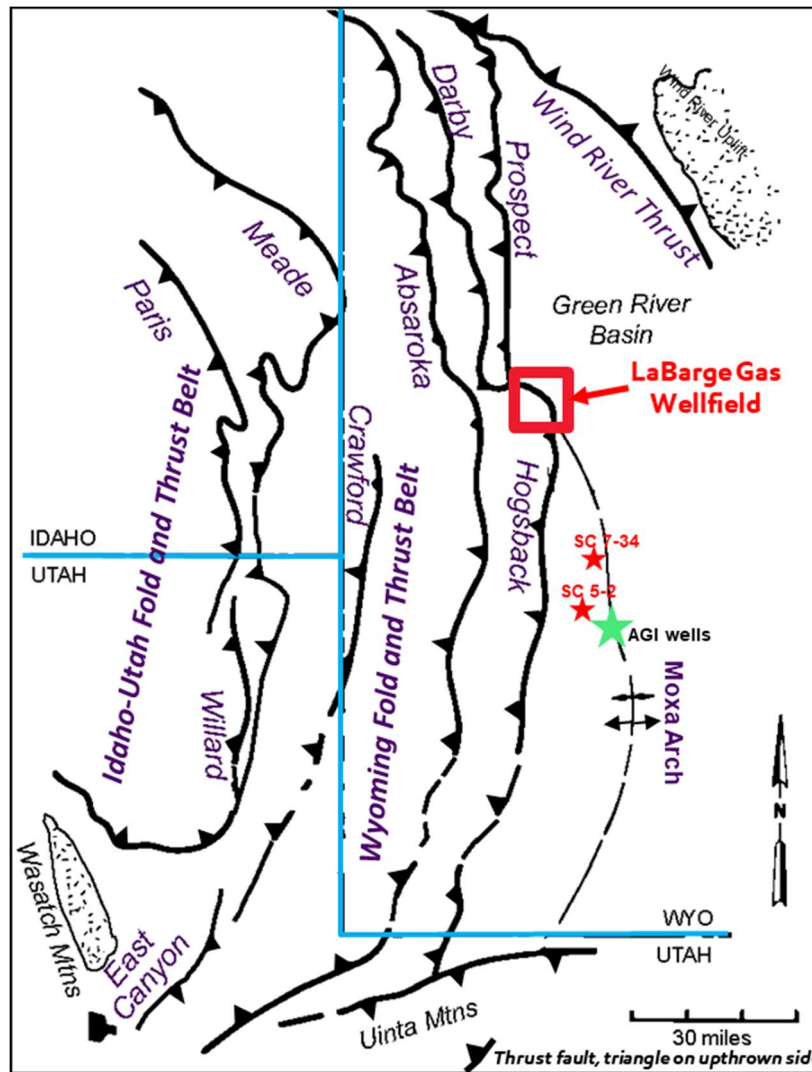 Wind River Uplift
Darby
Prospect
Wind River Thrust
Meade
Paris
Absaroka
Green River
Basin
LaBarge Gas
Wellfield
Crawford
Hogsback
Idaho-Utah Fold and Thrust Belt
IDAHO
UTAH
SC 7-34
SC 5-2
AGI wells
Wyoming Fold and Thrust Belt
Willard
Moxa Arch
N
Wasatch Mtns
East
Canyon
WYO
UTAH
Uinta Mtns
30 miles
Thrust fault, triangle on upthrown side